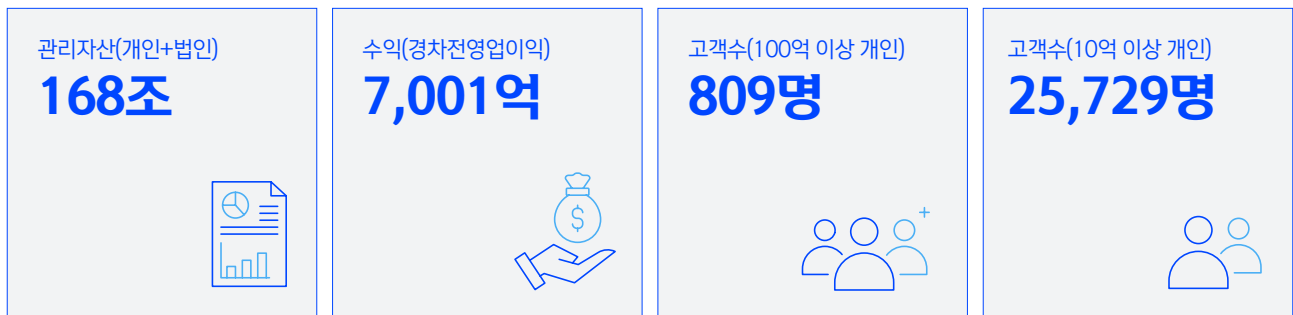 관리자산(개인+법인)
168조
수익(경차전영업이익)
7,001억
고객수(100억 이상 개인)
809명
고객수(10억 이상 개인)
25,729명